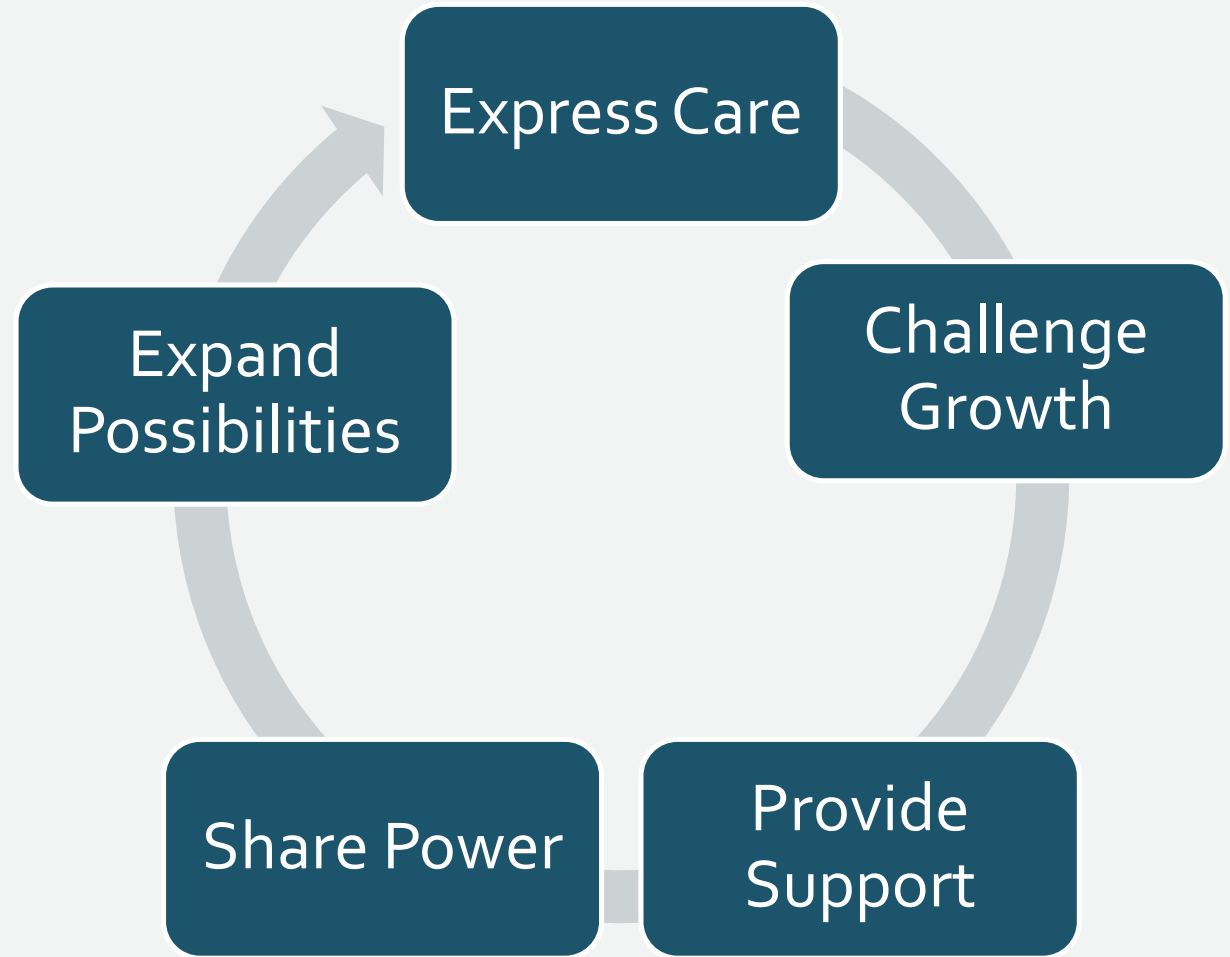 Express Care
Challenge
Growth
Provide
Support
Share Power
Expand
Possibilities